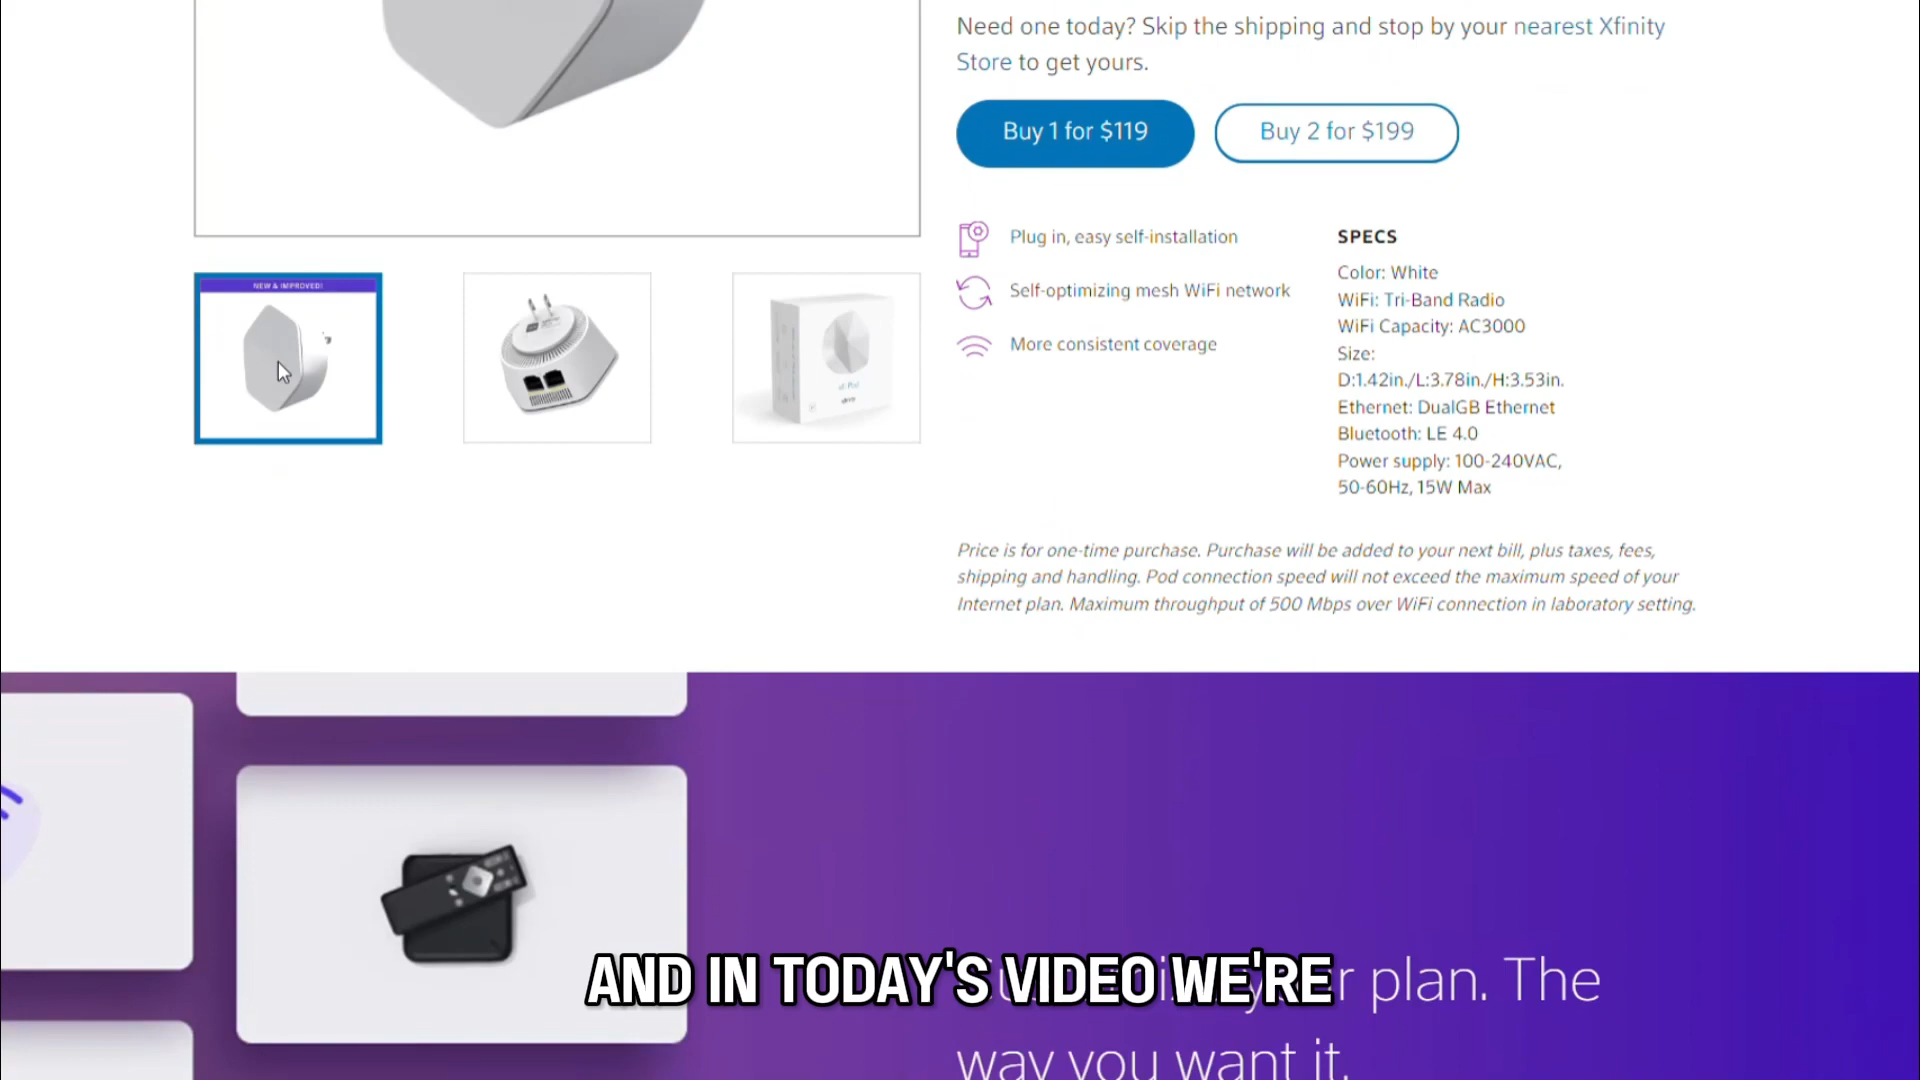 Need one today? Skip the shipping and stop by your nearest Xfinity
Store to get yours.
Buy 1 for $119
Buy 2 for $199
Plug in, easy self-installation
Self-optimizing mesh WiFi network
More consistent coverage
SPECS
Color: White
WiFi: Tri-Band Radio
WiFi Capacity: AC3000
Size:
D:1.42in./L:3.78in./H:3.53in.
Ethernet: DualGB Ethernet
Bluetooth: LE 4.0
Power supply: 100-240VAC,
50-60Hz, 15W Max
NEW & IMPROVED!
xFi Pod
Price is for one-time purchase. Purchase will be added to your next bill, plus taxes, fees,
shipping and handling. Pod connection speed will not exceed the maximum speed of your
Internet plan. Maximum throughput of 500 Mbps over WiFi connection in laboratory setting.
AND IN TODAY'S VIDEO WE'RE
plan. The
way you want it.